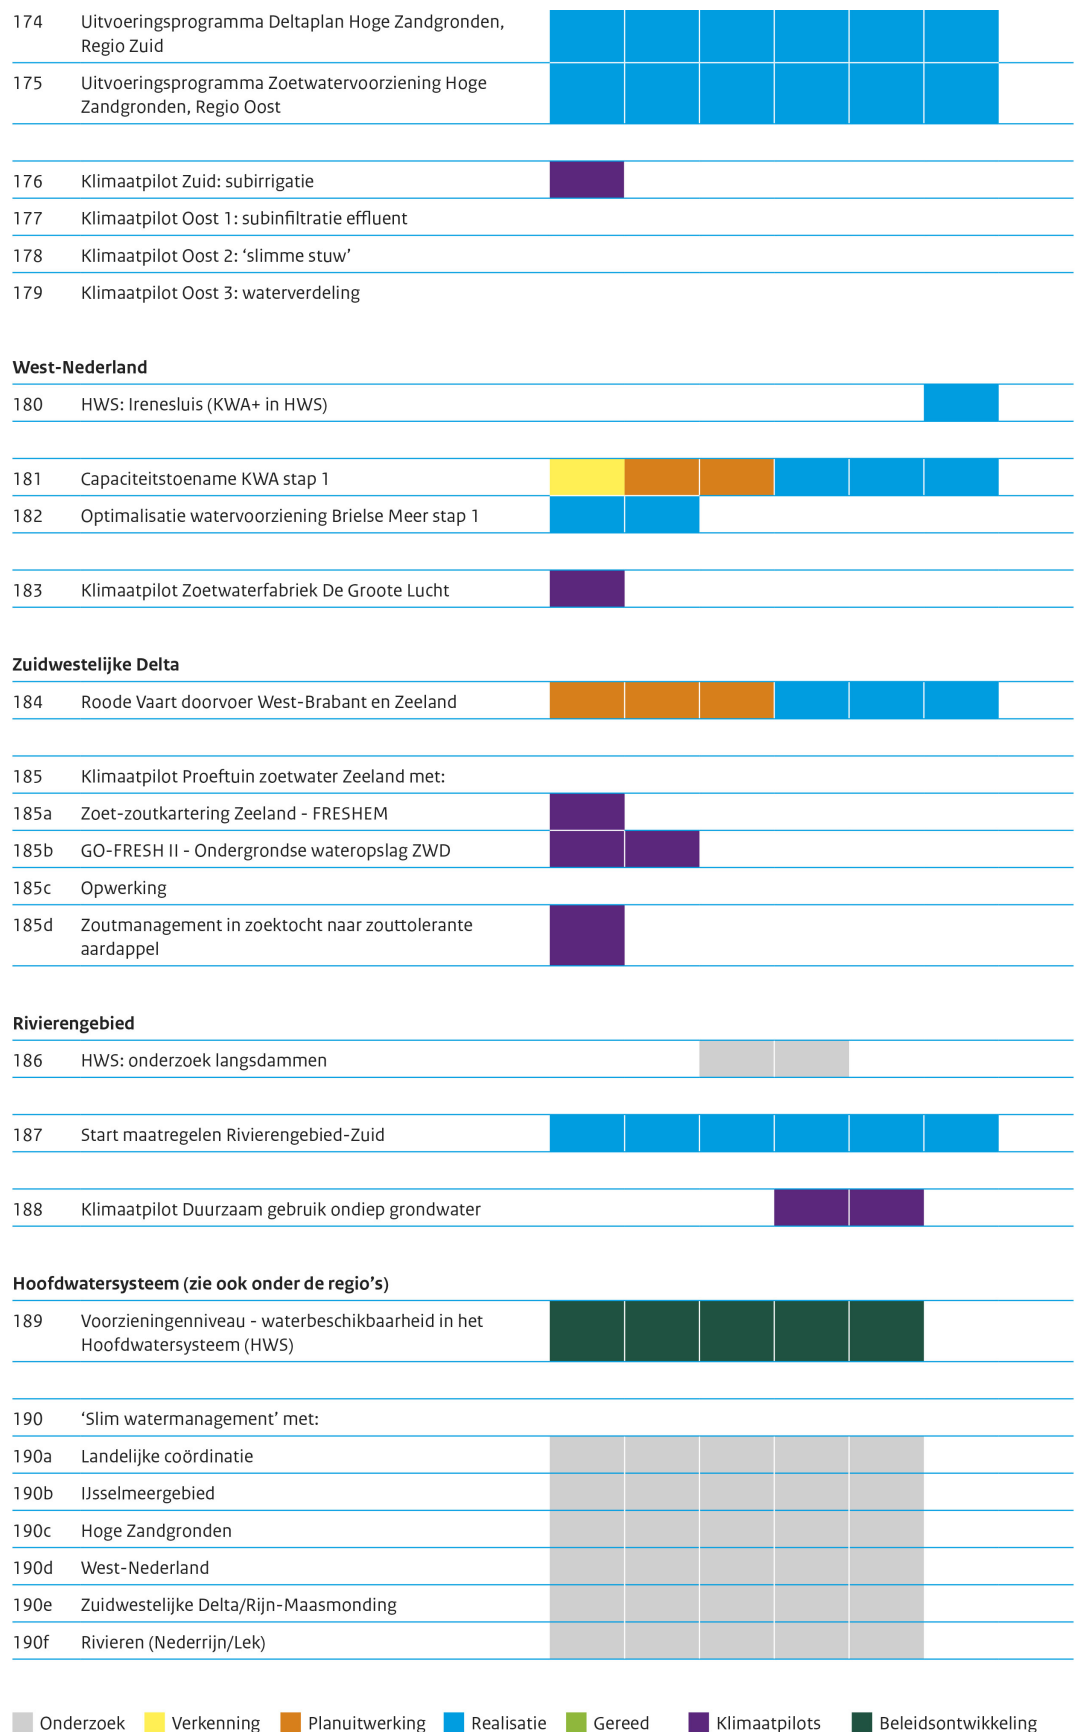 174 Uitvoeringsprogramma Deltaplan Hoge Zandgronden,
Regio Zuid
175 Uitvoeringsprogramma Zoetwatervoorziening Hoge
Zandgronden, Regio Oost
176 Klimaatpilot Zuid: subirrigatie
177 Klimaatpilot Oost 1: subinfiltratie effluent
178 Klimaatpilot Oost 2: ‘slimme stuw’
179 Klimaatpilot Oost 3: waterverdeling
West-Nederland
180 HWS: Irenesluis (KWA+ in HWS)
181 Capaciteitstoename KWA stap 1
182 Optimalisatie watervoorziening Brielse Meer stap 1
183 Klimaatpilot Zoetwaterfabriek De Groote Lucht
Zuidwestelijke Delta
184 Roode Vaart doorvoer West-Brabant en Zeeland
185 Klimaatpilot Proeftuin zoetwater Zeeland met:
185a Zoet-zoutkartering Zeeland - FRESHEM
185b GO-FRESH II - Ondergrondse wateropslag ZWD
185c Opwerking
185d Zoutmanagement in zoektocht naar zouttolerante
aardappel
Rivierengebied
186 HWS: onderzoek langsdammen
187 Start maatregelen Rivierengebied-Zuid
188 Klimaatpilot Duurzaam gebruik ondiep grondwater
Hoofdwatersysteem (zie ook onder de regio’s)
189 Voorzieningenniveau - waterbeschikbaarheid in het
Hoofdwatersysteem (HWS)
190 ‘Slim watermanagement’ met:
190a Landelijke coördinatie
190b IJsselmeergebied
190c Hoge Zandgronden
190d West-Nederland
190e Zuidwestelijke Delta/Rijn-Maasmonding
190f Rivieren (Nederrijn/Lek)
Onderzoek Verkenning Planuitwerking Realisatie Gereed Klimaatpilots Beleidsontwikkeling